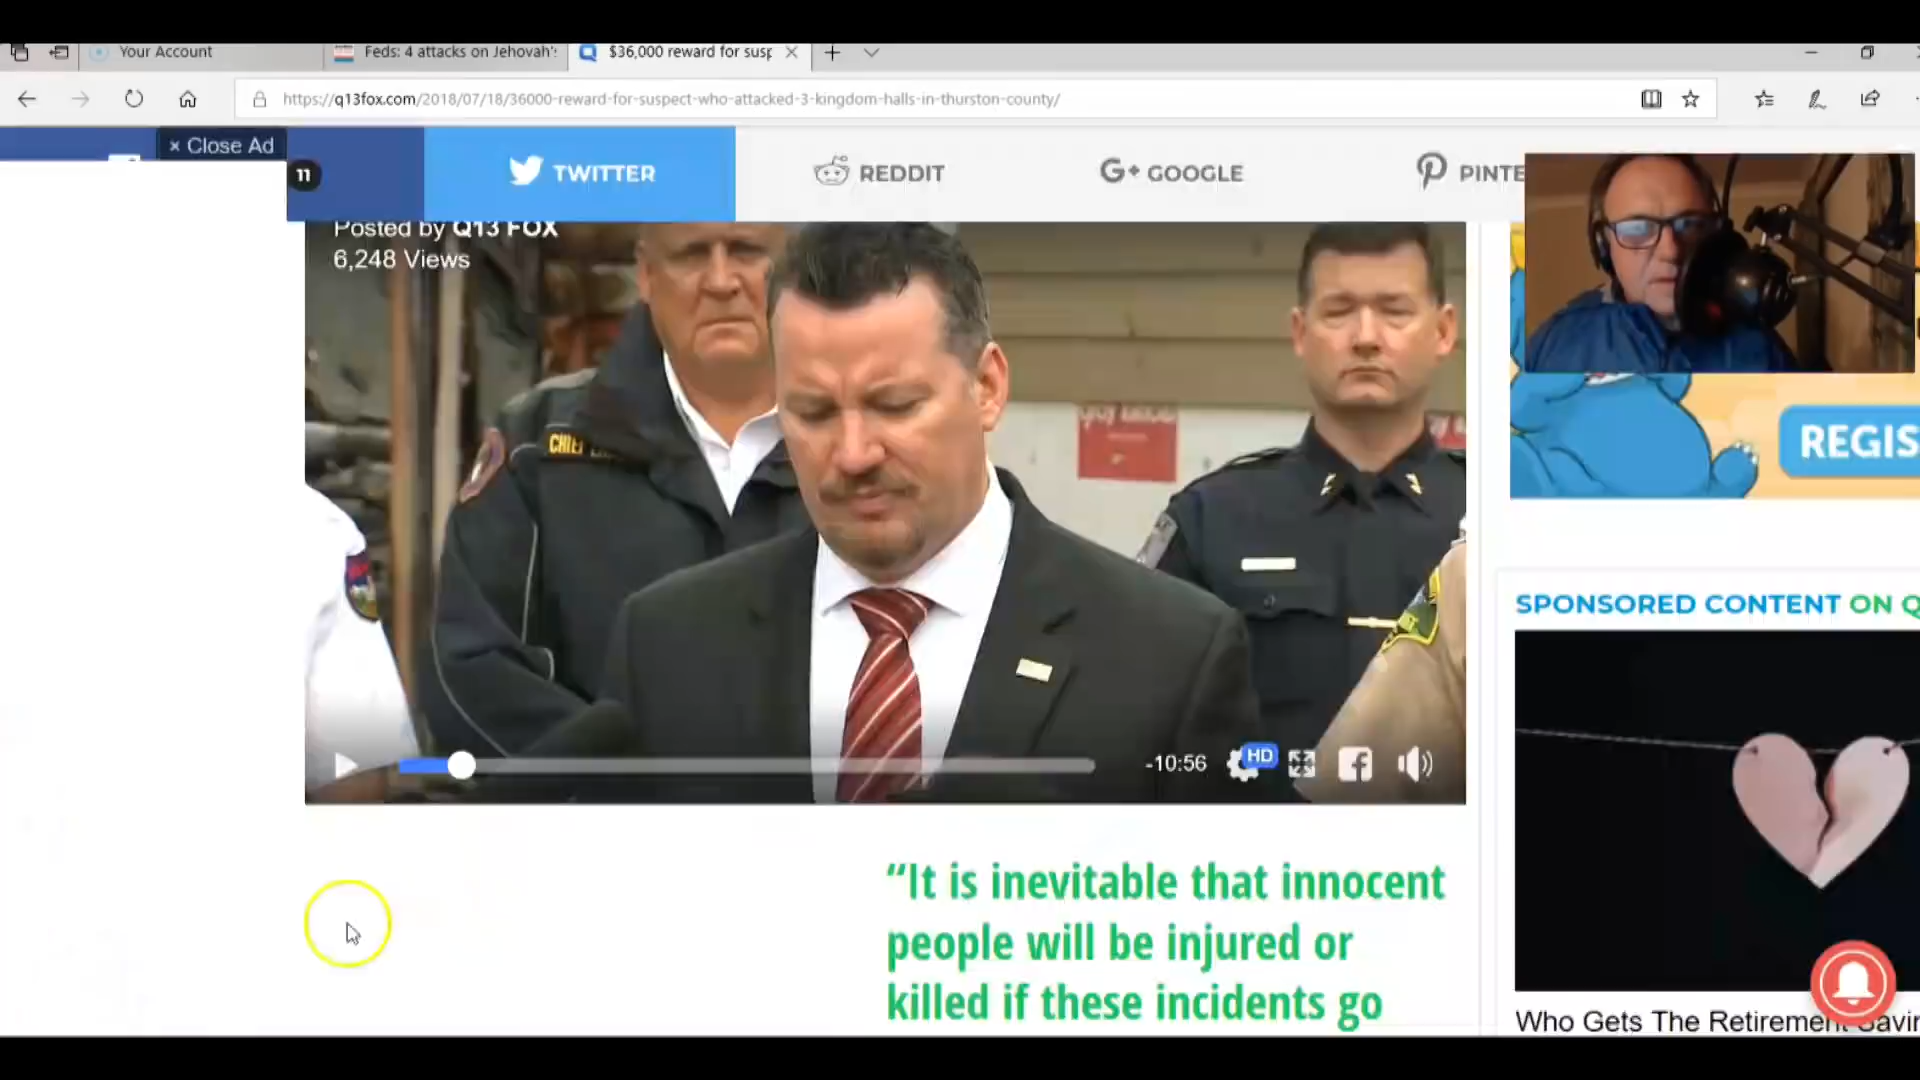 Your Account
Feds: 4 attacks on Jehovah's
$36,000 reward for susp
https://q13fox.com/2018/07/18/36000-reward-for-suspect-who-attacked-3-kingdom-halls-in-thurston-county/
× Close Ad
11
TWITTER
REDDIT
G+ GOOGLE
PINTE
Posted by Q13 FOX
6,248 Views
CHIEF
REGIS
-10:56
HD
SPONSORED CONTENT ON Q
“It is inevitable that innocent
people will be injured or
killed if these incidents go
Who Gets The Retirement Savin